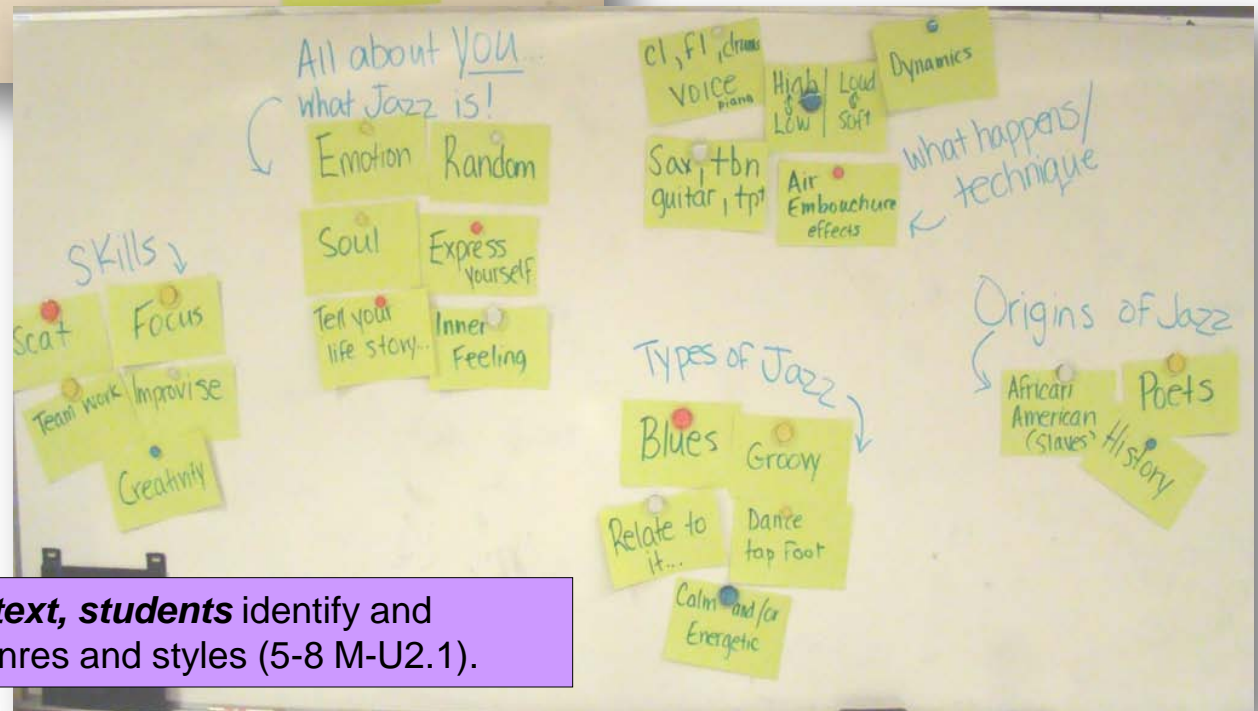 All about YOU...
what Jazz is!
Emotion
Random
Soul
Express
yourself
Tell your
life story...
Inner
Feeling
Skills
Scat
Focus
Team work
Improvise
Creativity
cl, fl, drums
VOICE
piano
High
Low
Loud
Soft
Dynamics
Sax, tbn
guitar, tpt
Air
Embouchure
effects
what happens/
technique
Types of Jazz
Blues
Groovy
Relate to
it...
Dance
tap Foot
Calm and/or
Energetic
Origins of Jazz
African
American
(slaves)
Poets
History
text, students identify and
nres and styles (5-8 M-U2.1).